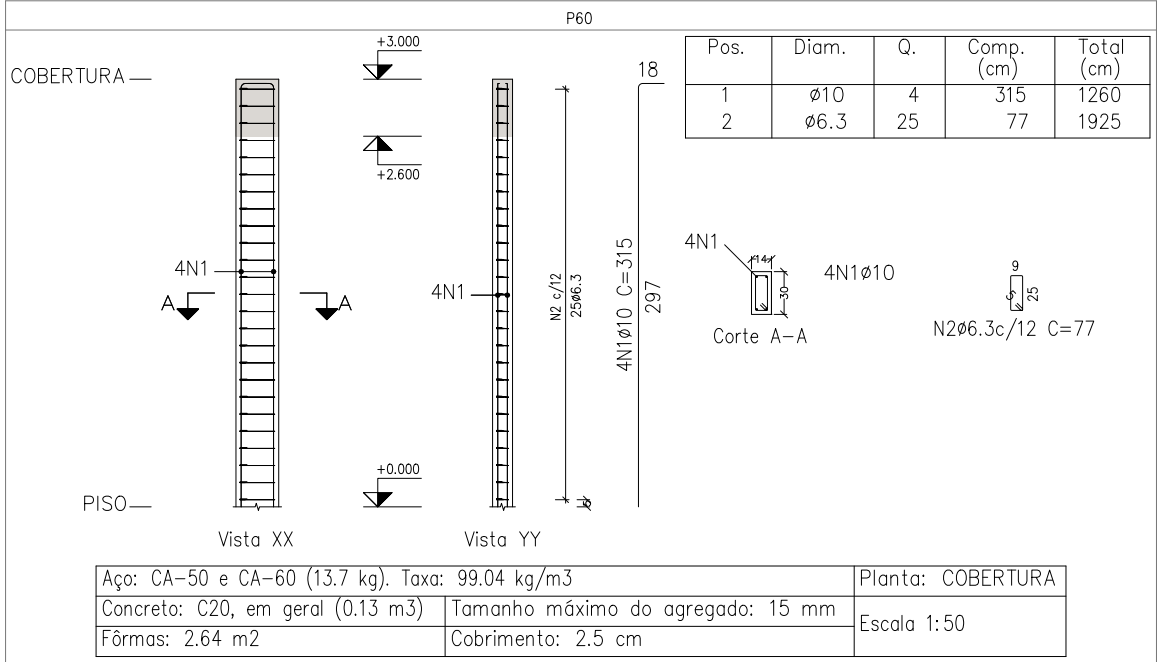 P60
COBERTURA
+3.000
+2.600
4N1
A
A
PISO
+0.000
Vista XX
4N1
Vista YY
N2 c/12
25ø6.3
5
18
4N1ø10 C=315
297
Pos. Diam. Q. Comp. (cm) Total (cm)
1 ø10 4 315 1260
2 ø6.3 25 77 1925
4N1
14
30
4N1ø10
Corte A-A
9
25
5
N2ø6.3c/12 C=77
Aço: CA-50 e CA-60 (13.7 kg). Taxa: 99.04 kg/m3
Planta: COBERTURA
Concreto: C20, em geral (0.13 m3)
Tamanho máximo do agregado: 15 mm
Escala 1:50
Fôrmas: 2.64 m2
Cobrimento: 2.5 cm